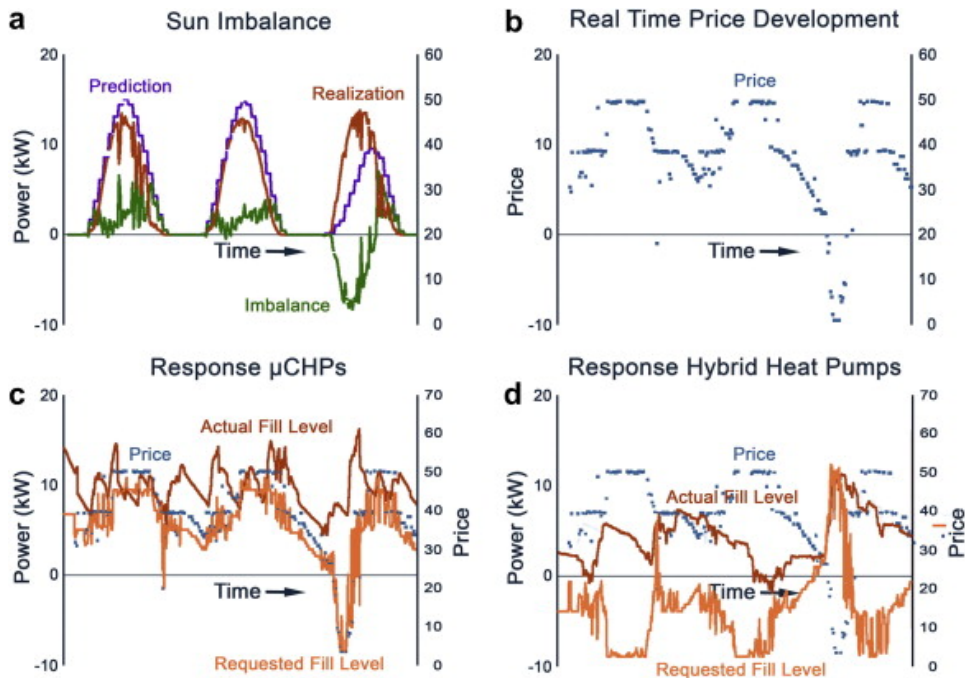 a
Sun Imbalance
20
10
0
-10
Power (kW)
60
50
40
30
20
10
0
Prediction
Realization
Time
Imbalance
b
Real Time Price Development
20
10
0
-10
Price
60
50
40
30
20
10
0
Time
Price
c
Response µCHPs
20
10
0
-10
Power (kW)
70
60
50
40
30
20
10
0
Price
Actual Fill Level
Price
Time
Requested Fill Level
d
Response Hybrid Heat Pumps
20
10
0
-10
Power (kW)
70
60
50
40
30
20
10
0
Price
Price
Actual Fill Level
Time
Requested Fill Level